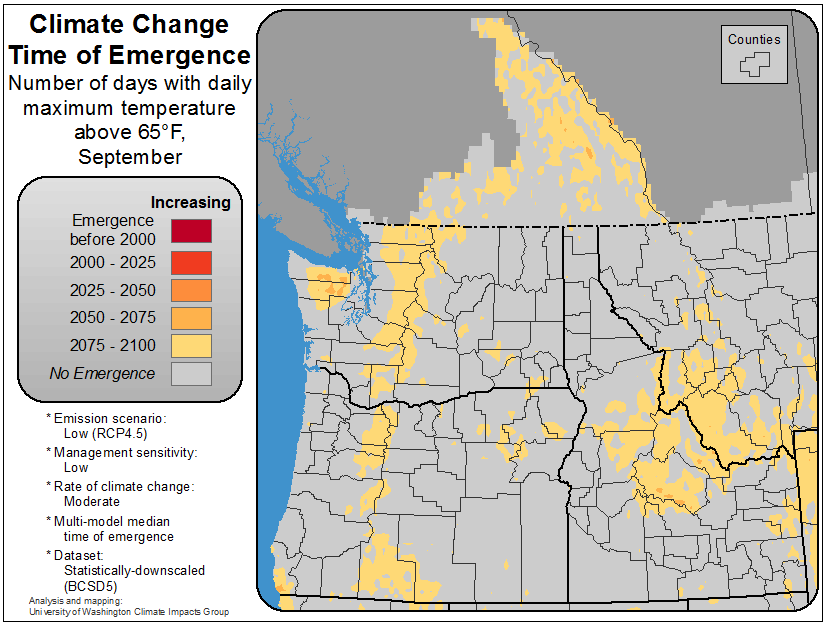 Climate Change
Time of Emergence
Number of days with daily
maximum temperature
above 65°F,
September
Increasing
Emergence
before 2000
2000 - 2025
2025 - 2050
2050 - 2075
2075 - 2100
No Emergence
* Emission scenario:
Low (RCP4.5)
* Management sensitivity:
Low
* Rate of climate change:
Moderate
* Multi-model median
time of emergence
* Dataset:
Statistically-downscaled
(BCSD5)
Analysis and mapping:
University of Washington Climate Impacts Group
Counties